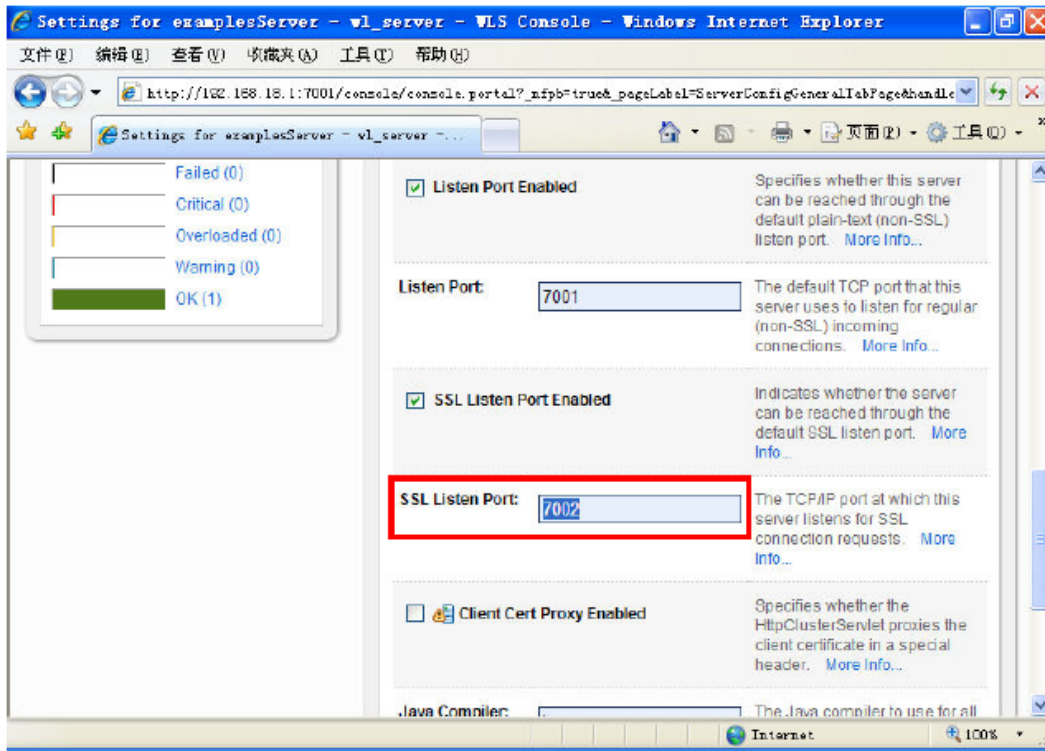 Settings for examplesServer - wl_server - WLS Console - Windows Internet Explorer
文件(F) 编辑(E) 查看(V) 收藏夹(A) 工具(T) 帮助(H)
http://192.168.18.1:7001/console/console.portal?_nfpb=true&_pageLabel=ServerConfigGeneralTabPage&handle
Settings for examplesServer - wl_server -...
页面(P) 工具(O)
Failed (0)
Critical (0)
Overloaded (0)
Warning (0)
OK (1)
Listen Port Enabled
Specifies whether this server
can be reached through the
default plain-text (non-SSL)
listen port. More Info...
Listen Port:
7001
The default TCP port that this
server uses to listen for regular
(non-SSL) incoming
connections. More Info...
SSL Listen Port Enabled
Indicates whether the server
can be reached through the
default SSL listen port. More
Info...
SSL Listen Port:
7002
The TCP/IP port at which this
server listens for SSL
connection requests. More
Info...
Client Cert Proxy Enabled
Specifies whether the
HttpClusterServlet proxies the
client certificate in a special
header. More Info...
Java Compiler:
The Java compiler to use for all
Internet
100%